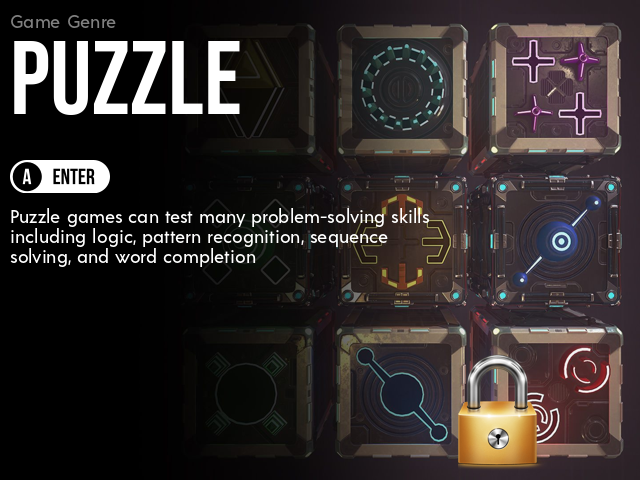 Game Genre
PUZZLE
A ENTER
Puzzle games can test many problem-solving skills
including logic, pattern recognition, sequence
solving, and word completion